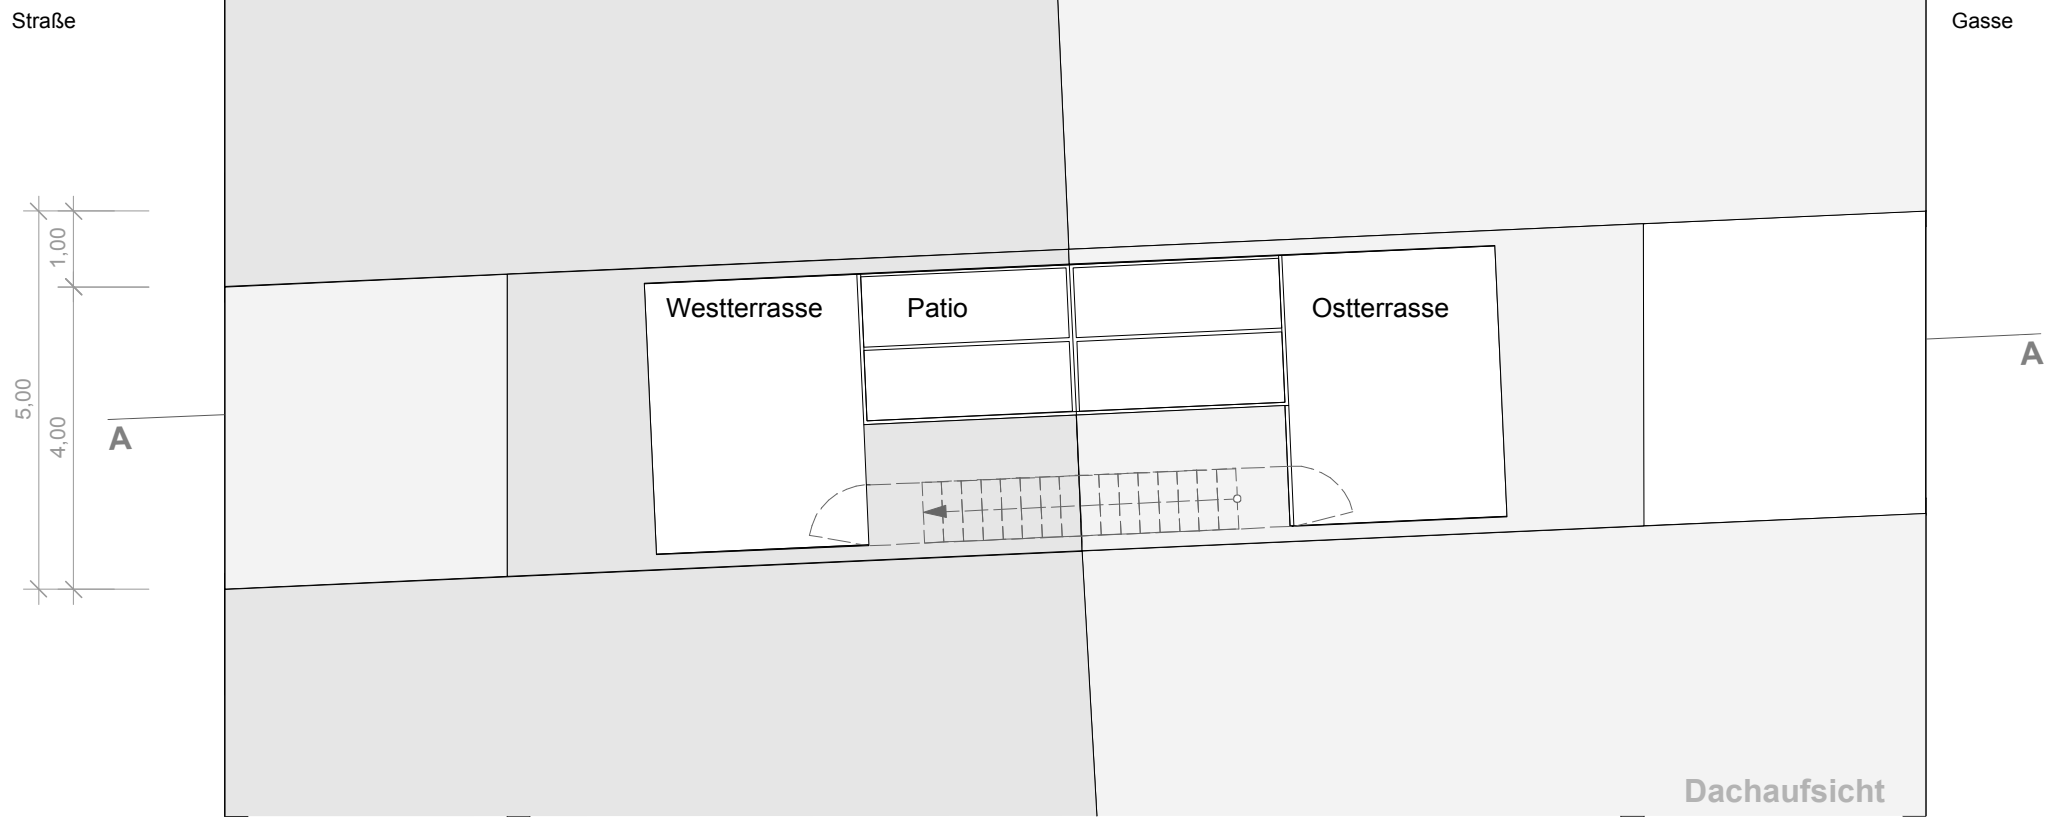 Straße
Gasse
1,00
5,00
4,00
Westterrasse
Patio
Ostterrasse
A
A
Dachaufsicht